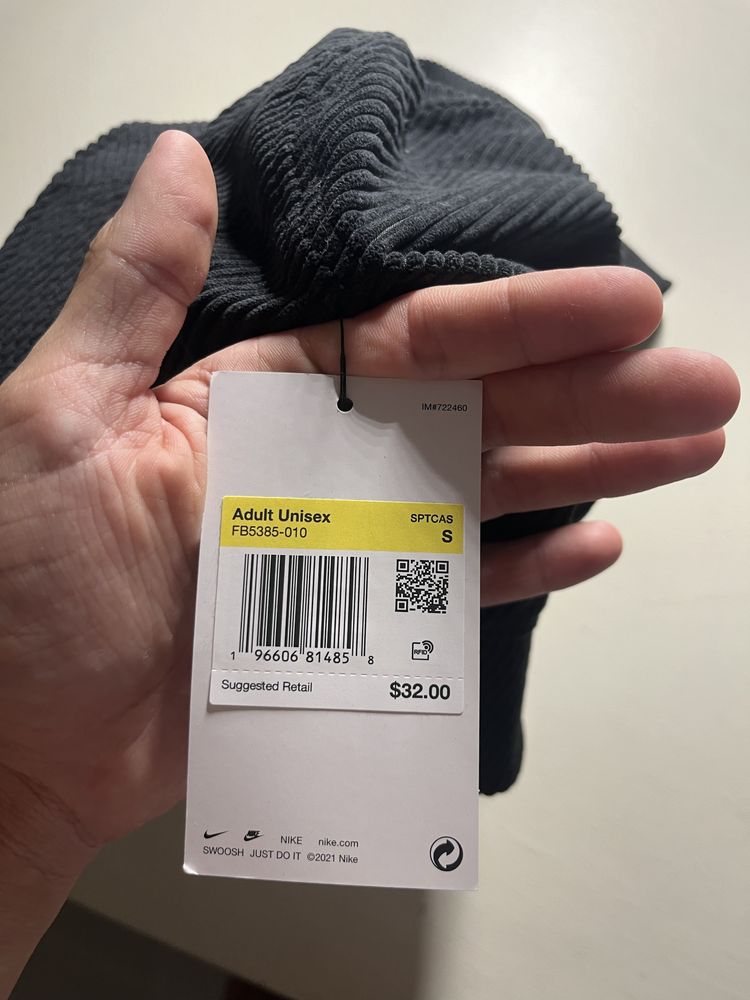 IM#722460
Adult Unisex
SPTCAS
FB5385-010
S
1 96606 81485 8
RFID
Suggested Retail
$32.00
NIKE nike.com
SWOOSH JUST DO IT ©2021 Nike